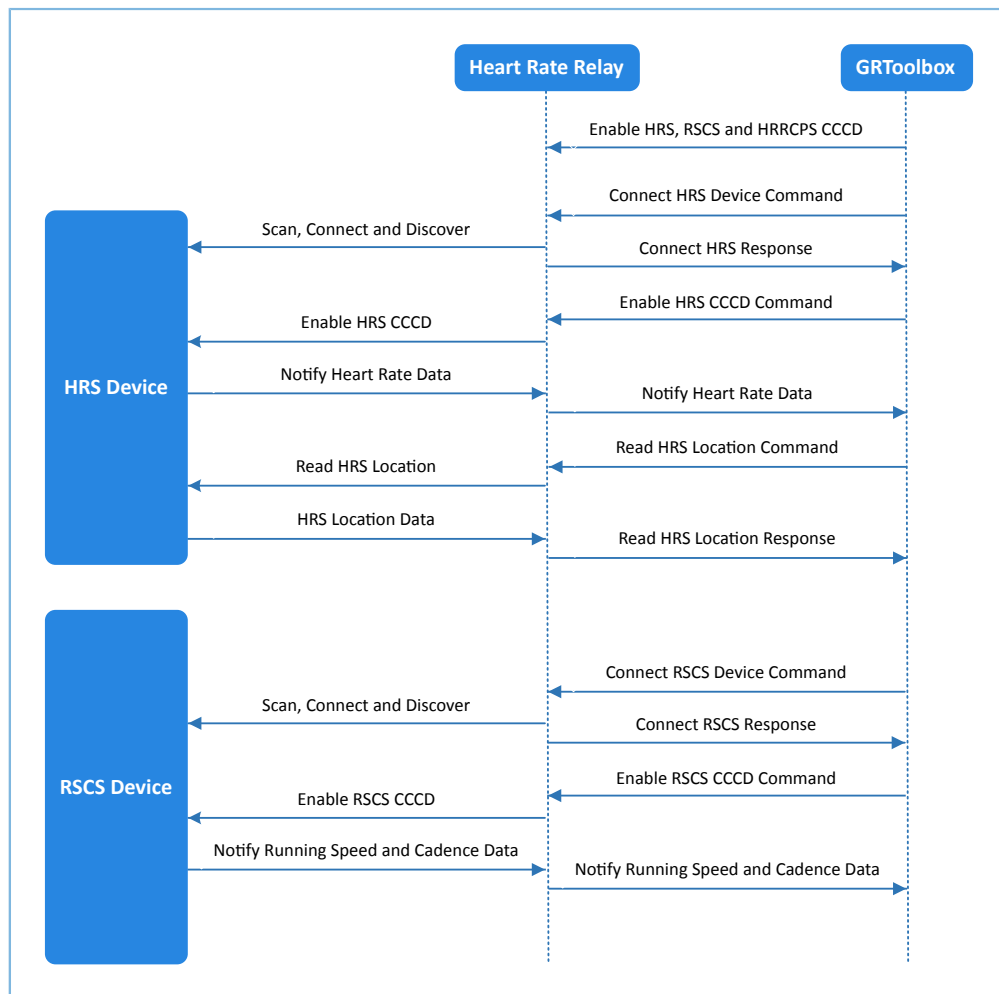 Heart Rate Relay
GRToolbox
Enable HRS, RSCS and HRRCPS CCCD
Connect HRS Device Command
Scan, Connect and Discover
Connect HRS Response
Enable HRS CCCD Command
Enable HRS CCCD
HRS Device
Notify Heart Rate Data
Notify Heart Rate Data
Read HRS Location Command
Read HRS Location
HRS Location Data
Read HRS Location Response
Connect RSCS Device Command
Scan, Connect and Discover
Connect RSCS Response
Enable RSCS CCCD Command
RSCS Device
Enable RSCS CCCD
Notify Running Speed and Cadence Data
Notify Running Speed and Cadence Data